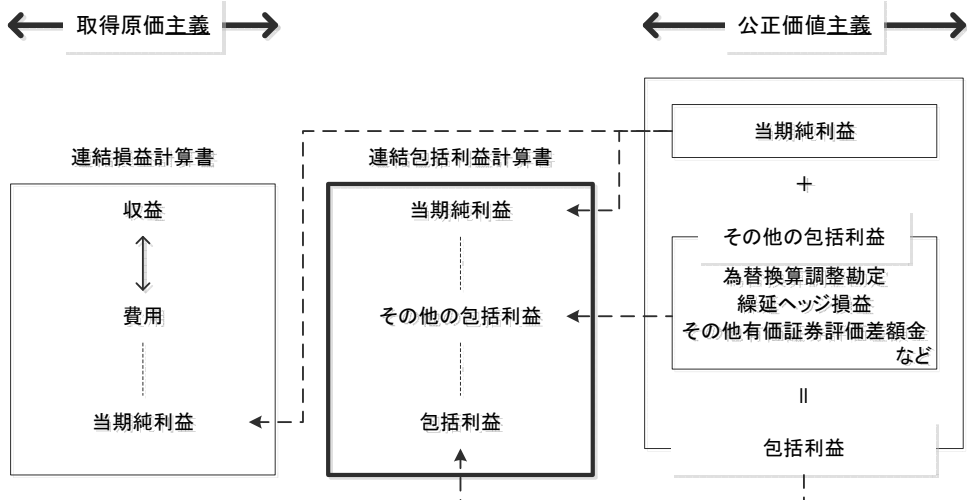 取得原価主義
公正価値主義
連結損益計算書
収益
費用
当期純利益
連結包括利益計算書
当期純利益
その他の包括利益
包括利益
当期純利益
+
その他の包括利益
為替換算調整勘定
繰延ヘッジ損益
その他有価証券評価差額金
など
=
包括利益